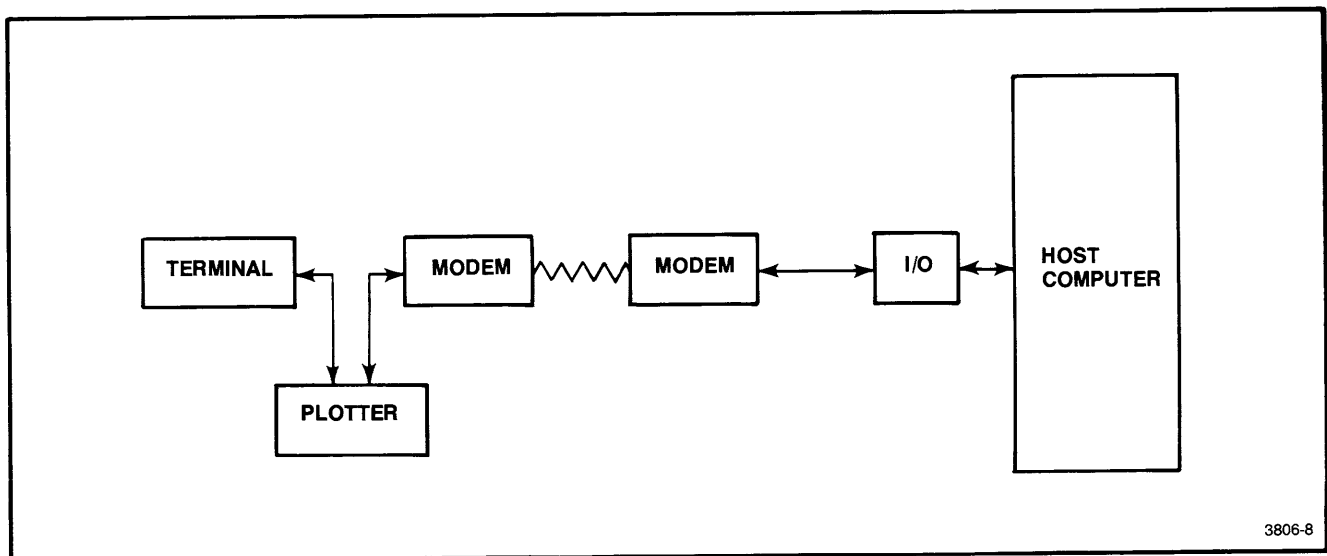 TERMINAL
MODEM
MODEM
I/O
HOST
COMPUTER
PLOTTER
3806-8